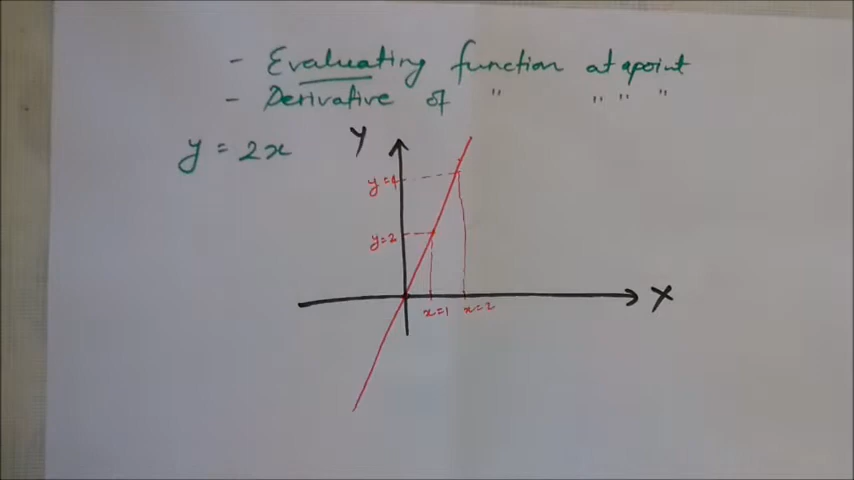 - Evaluating function at a point
- Derivative of " " " "
y = 2x
Y
y=4
y=2
x=1 x=2
X